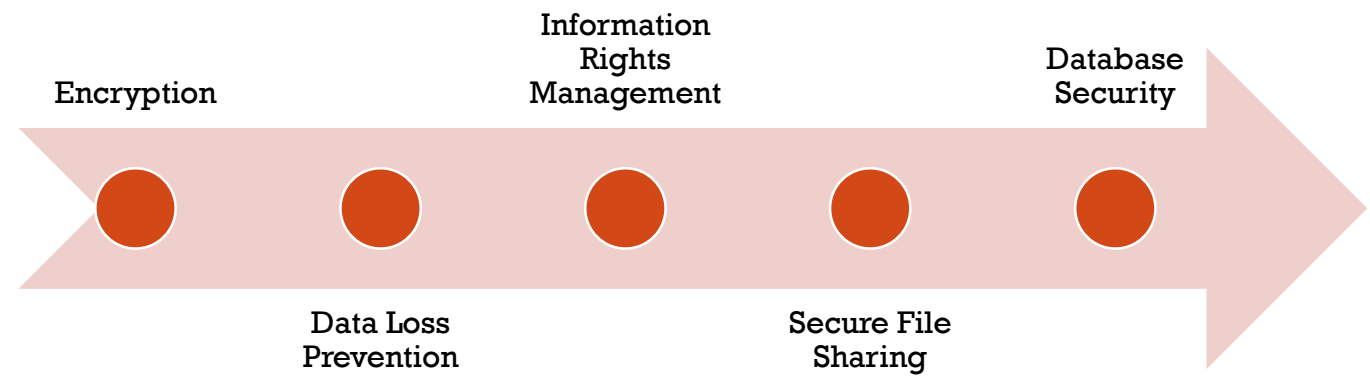 Encryption
Data Loss
Prevention
Information
Rights
Management
Secure File
Sharing
Database
Security